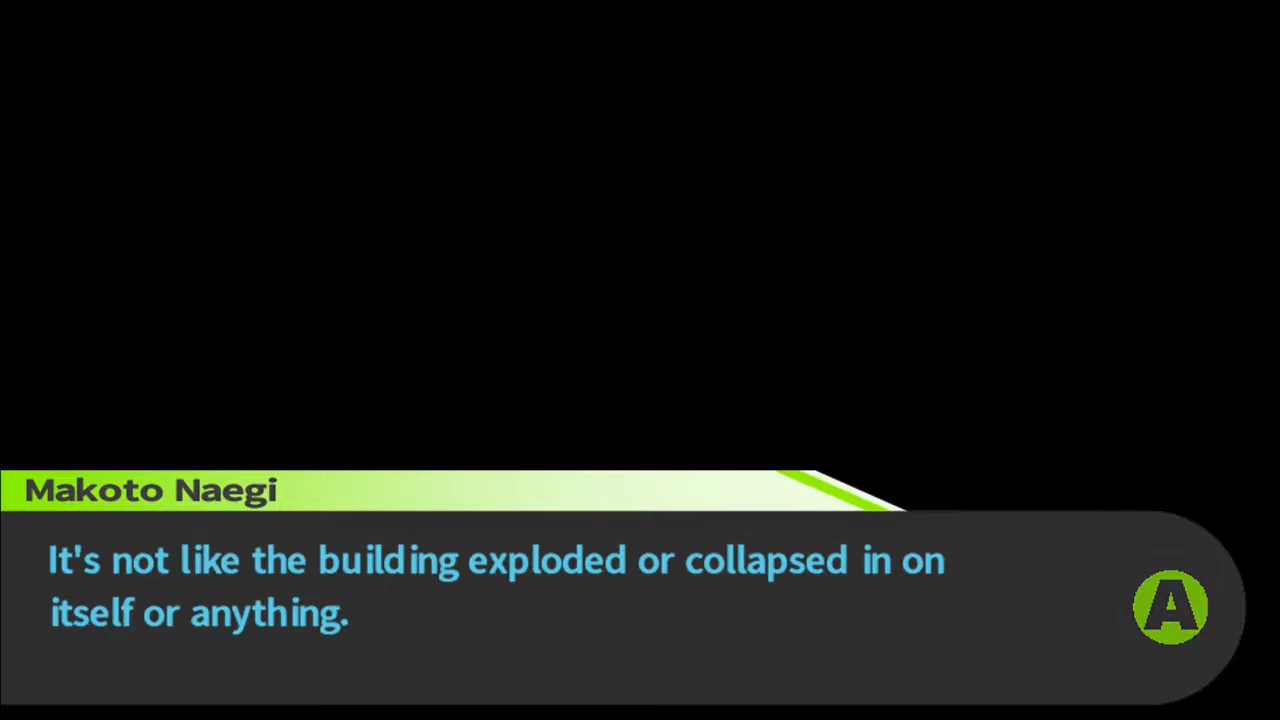 Makoto Naegi
It's not like the building exploded or collapsed in on
itself or anything.
A